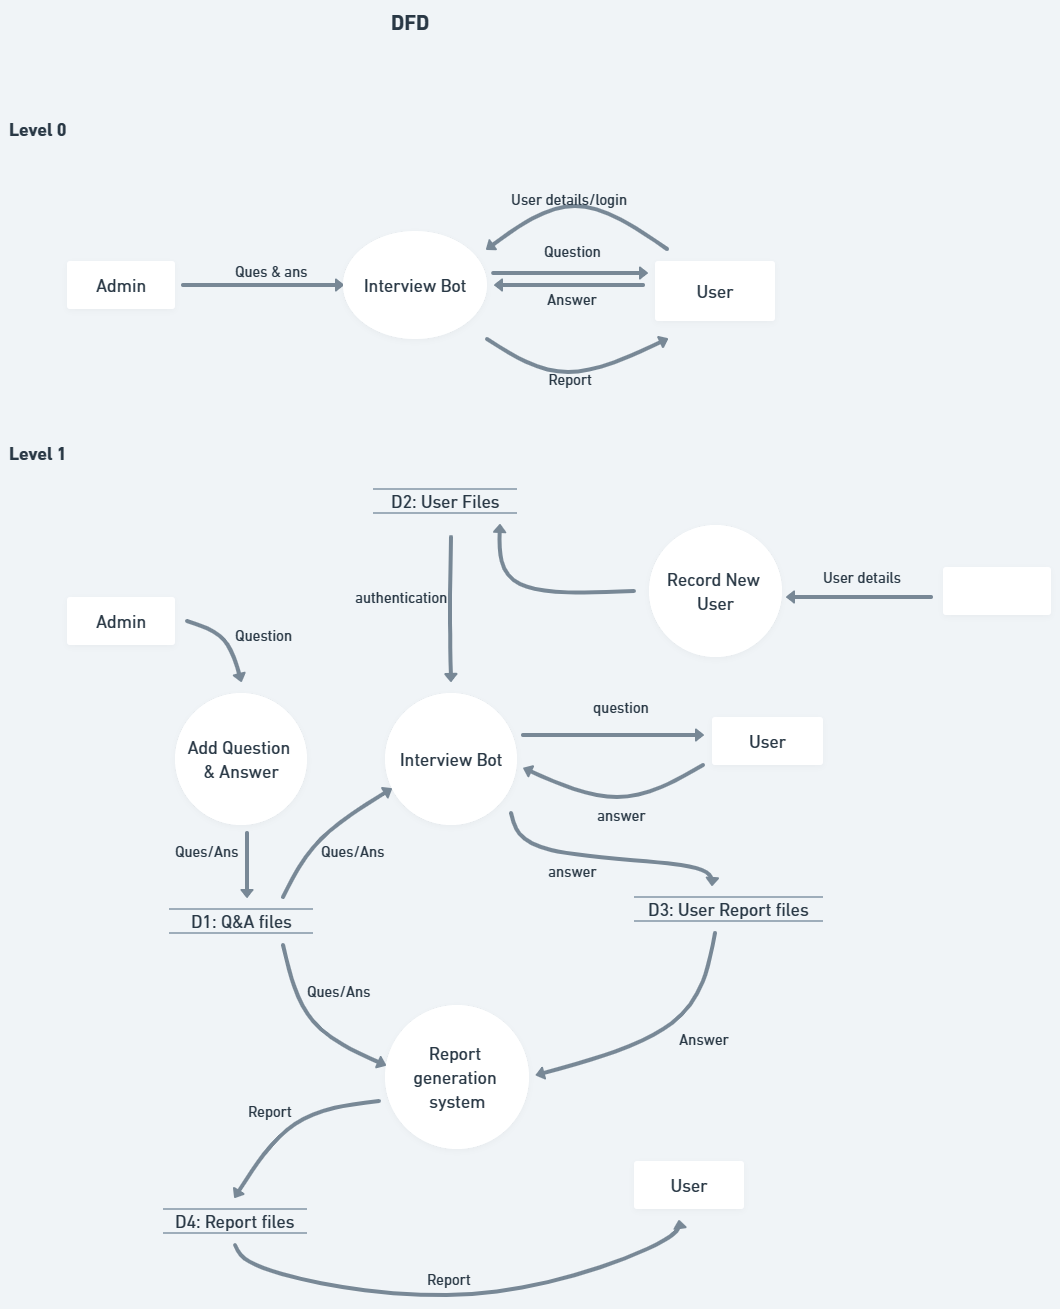 DFD
Level 0
User details/login
Question
Ques & ans
Admin
Interview Bot
User
Answer
Report
Level 1
D2: User Files
Record New
User
User details
authentication
Admin
Question
question
Add Question
& Answer
Interview Bot
User
answer
Ques/Ans
Ques/Ans
answer
D1: Q&A files
D3: User Report files
Ques/Ans
Answer
Report
generation
system
Report
User
D4: Report files
Report